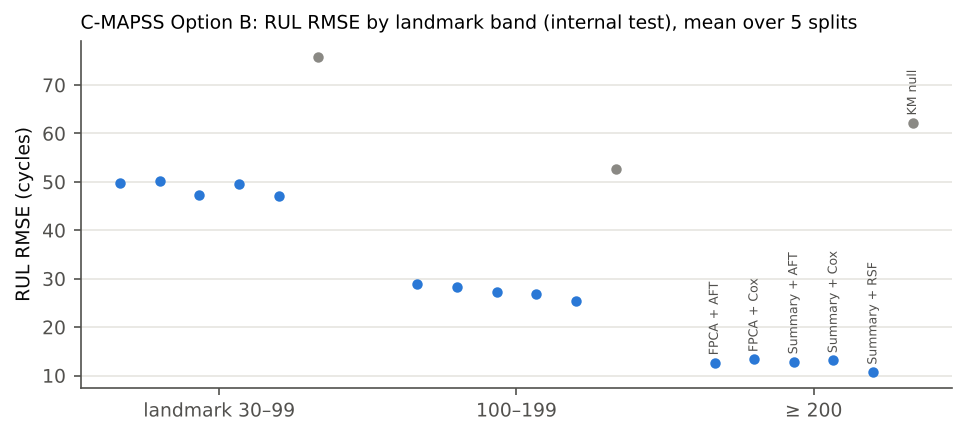 C-MAPSS Option B: RUL RMSE by landmark band (internal test), mean over 5 splits
RUL RMSE (cycles)
70
60
50
40
30
20
10
KM null
FPCA + AFT
FPCA + Cox
Summary + AFT
Summary + Cox
Summary + RSF
landmark 30–99
100–199
≥ 200